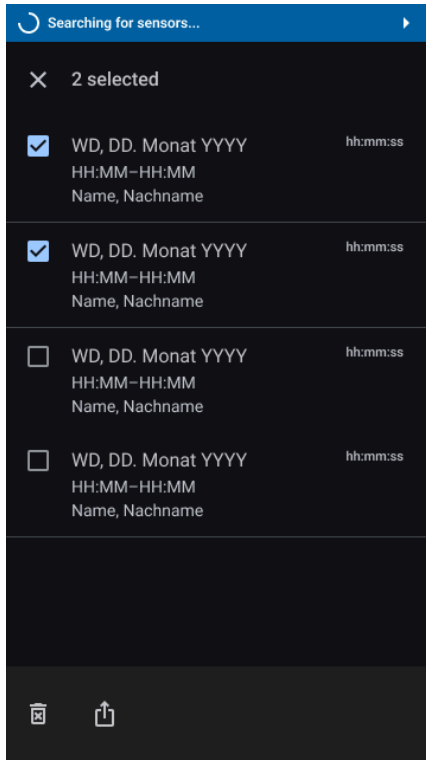 Searching for sensors...
2 selected
WD, DD. Monat YYYY hh:mm:ss
HH:MM–HH:MM
Name, Nachname
WD, DD. Monat YYYY hh:mm:ss
HH:MM–HH:MM
Name, Nachname
WD, DD. Monat YYYY hh:mm:ss
HH:MM–HH:MM
Name, Nachname
WD, DD. Monat YYYY hh:mm:ss
HH:MM–HH:MM
Name, Nachname